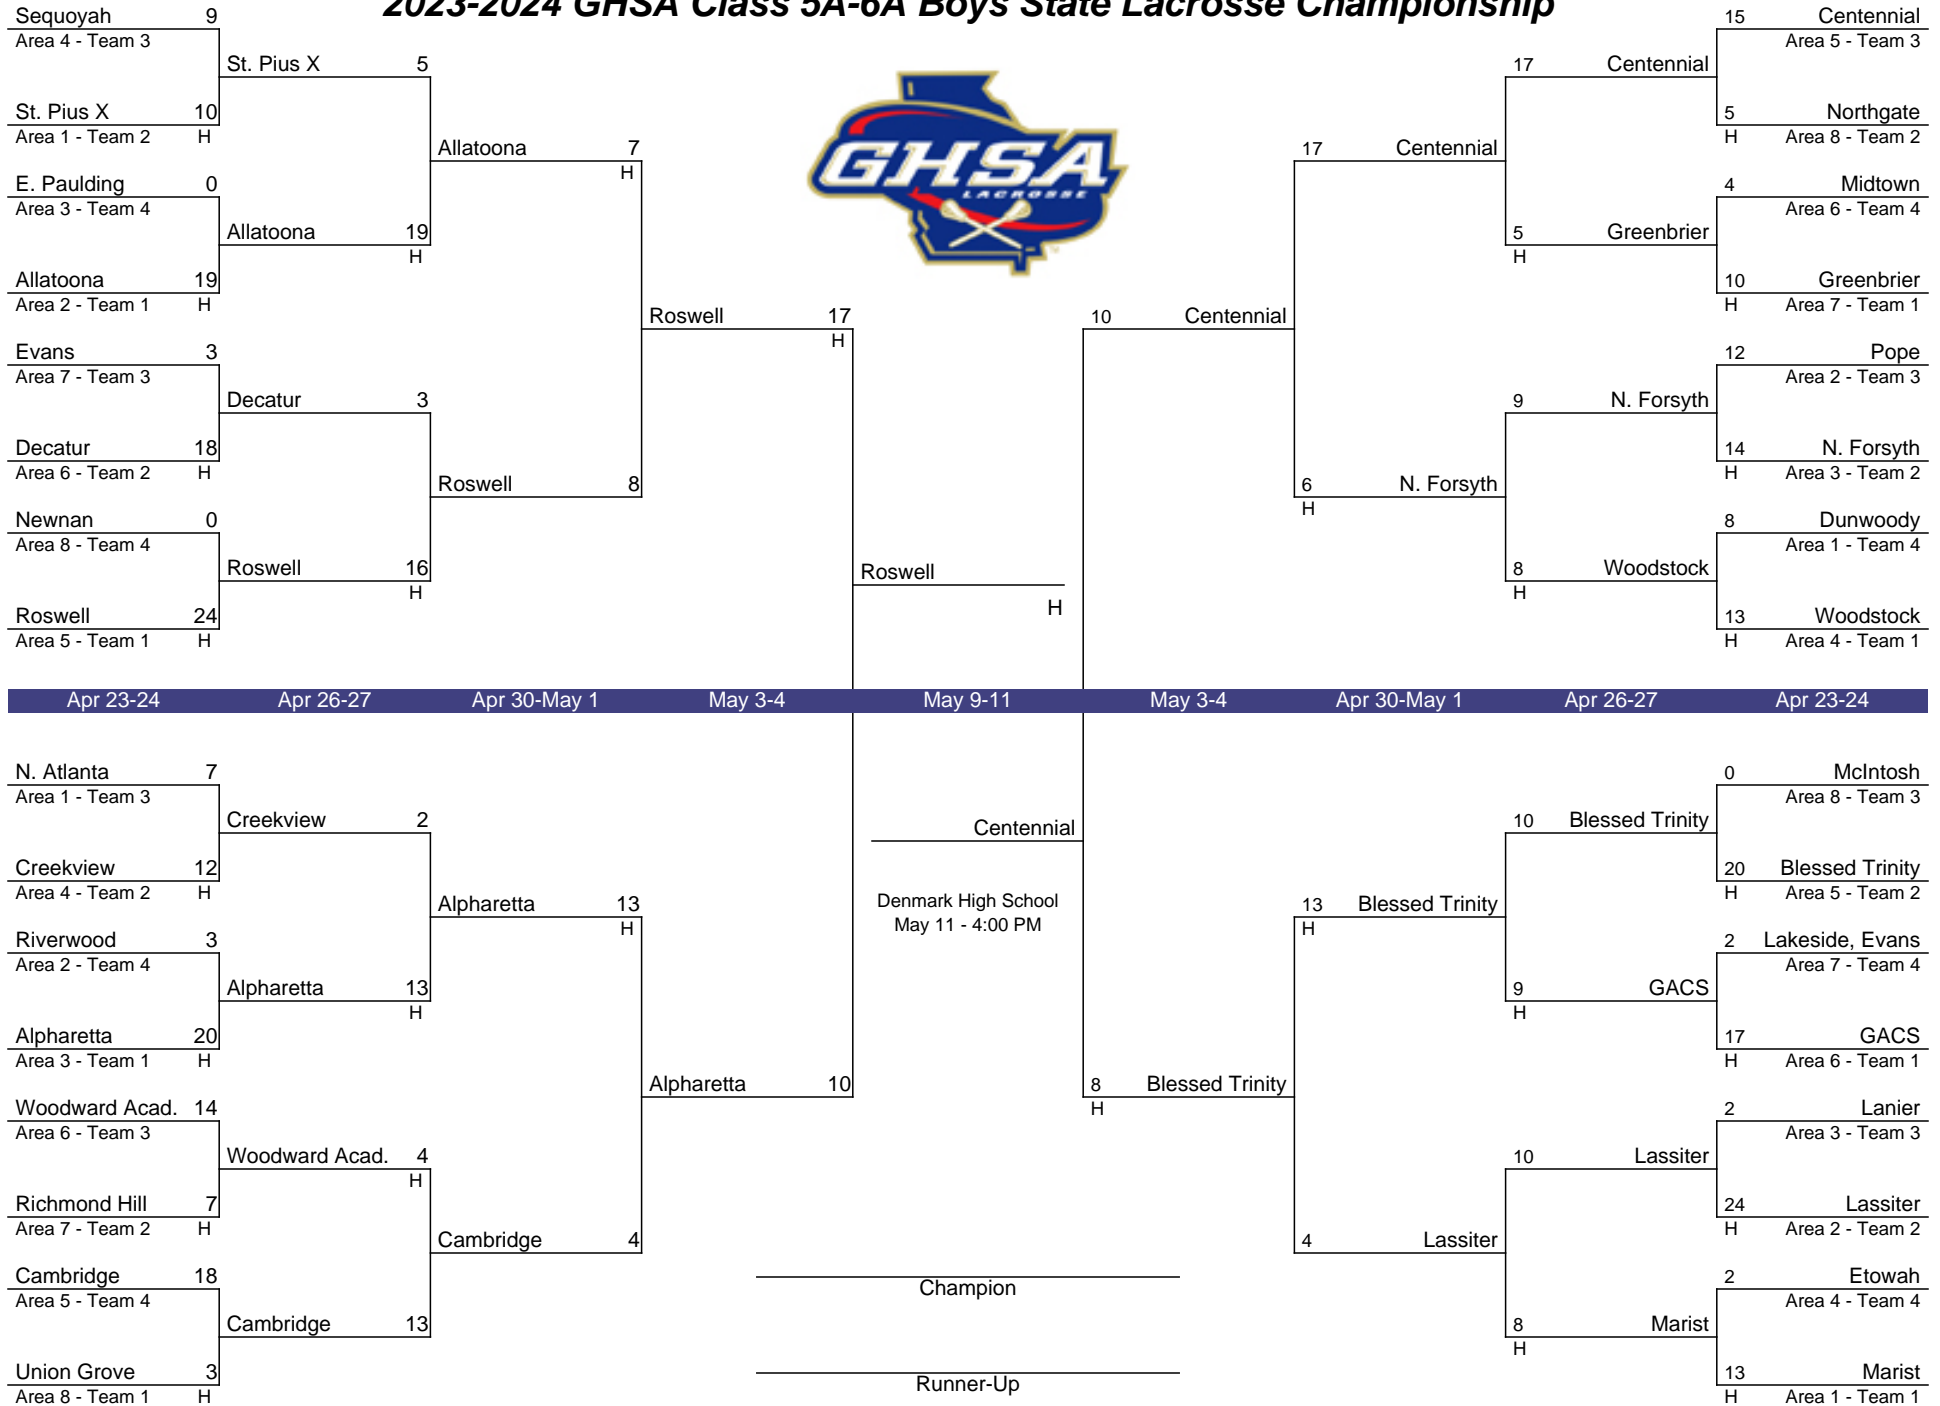 2023-2024 GHSA Class 5A-6A Boys State Lacrosse Championship
Sequoyah 9
Area 4 - Team 3
St. Pius X 5
St. Pius X 10
Area 1 - Team 2 H
Allatoona 7
H
E. Paulding 0
Area 3 - Team 4
Allatoona 19
H
Allatoona 19
Area 2 - Team 1 H
Roswell 17
H
Evans 3
Area 7 - Team 3
Decatur 3
Decatur 18
Area 6 - Team 2 H
Roswell 8
Newnan 0
Area 8 - Team 4
Roswell 16
H
Roswell 24
Area 5 - Team 1 H
GHSA
LACROSSE
Roswell
H
15 Centennial
Area 5 - Team 3
17 Centennial
5 Northgate
H Area 8 - Team 2
17 Centennial
4 Midtown
Area 6 - Team 4
5 Greenbrier
H
10 Greenbrier
H Area 7 - Team 1
10 Centennial
12 Pope
Area 2 - Team 3
9 N. Forsyth
14 N. Forsyth
H Area 3 - Team 2
6 N. Forsyth
H
8 Dunwoody
Area 1 - Team 4
8 Woodstock
H
13 Woodstock
H Area 4 - Team 1
Apr 23-24 Apr 26-27 Apr 30-May 1 May 3-4 May 9-11 May 3-4 Apr 30-May 1 Apr 26-27 Apr 23-24
N. Atlanta 7
Area 1 - Team 3
Creekview 2
Creekview 12
Area 4 - Team 2 H
Alpharetta 13
H
Riverwood 3
Area 2 - Team 4
Alpharetta 13
H
Alpharetta 20
Area 3 - Team 1 H
Alpharetta 10
Woodward Acad. 14
Area 6 - Team 3
Woodward Acad. 4
H
Richmond Hill 7
Area 7 - Team 2 H
Cambridge 4
Cambridge 18
Area 5 - Team 4
Cambridge 13
Union Grove 3
Area 8 - Team 1 H
Centennial
Denmark High School
May 11 - 4:00 PM
Champion
Runner-Up
0 McIntosh
Area 8 - Team 3
10 Blessed Trinity
20 Blessed Trinity
H Area 5 - Team 2
13 Blessed Trinity
H
2 Lakeside, Evans
Area 7 - Team 4
9 GACS
H
17 GACS
H Area 6 - Team 1
8 Blessed Trinity
H
2 Lanier
Area 3 - Team 3
10 Lassiter
24 Lassiter
H Area 2 - Team 2
4 Lassiter
2 Etowah
Area 4 - Team 4
8 Marist
H
13 Marist
H Area 1 - Team 1